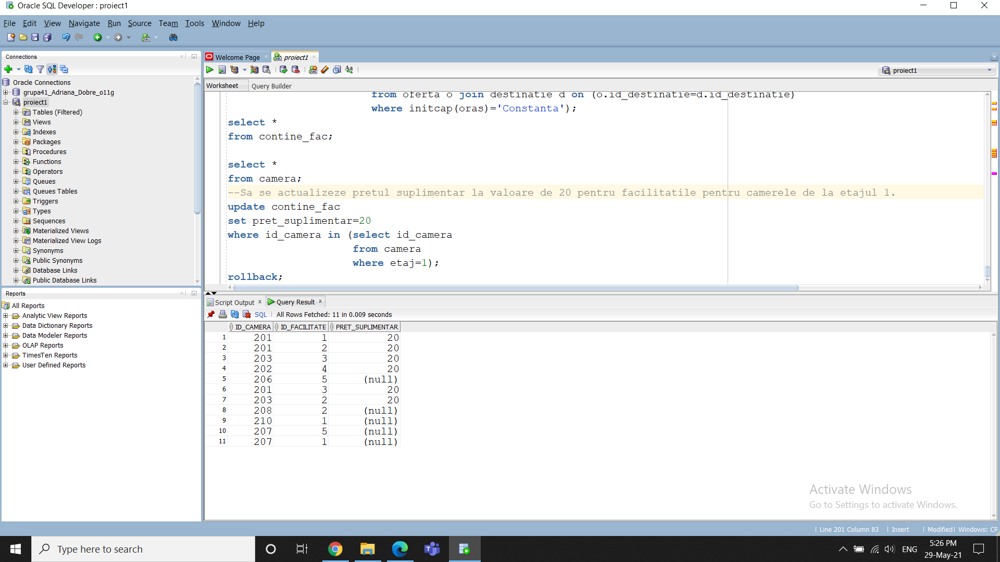 Oracle SQL Developer : proiect1
File Edit View Navigate Run Source Team Tools Window Help
Connections
Oracle Connections
grupa41_Adriana_Dobre_o11g
proiect1
Tables (Filtered)
Views
Indexes
Packages
Procedures
Functions
Operators
Queues
Queues Tables
Triggers
Types
Sequences
Materialized Views
Materialized View Logs
Synonyms
Public Synonyms
Database Links
Public Database Links
Reports
All Reports
Analytic View Reports
Data Dictionary Reports
Data Modeler Reports
OLAP Reports
TimesTen Reports
User Defined Reports
Welcome Page proiect1
proiect1
Worksheet Query Builder
from oferta o join destinatie d on (o.id_destinatie=d.id_destinatie)
where initcap(oras)='Constanta');
select *
from contine_fac;
select *
from camera;
--Sa se actualizeze pretul suplimentar la valoare de 20 pentru facilitatile pentru camerele de la etajul 1.
update contine_fac
set pret_suplimentar=20
where id_camera in (select id_camera
from camera
where etaj=1);
rollback;
Script Output x Query Result x
SQL All Rows Fetched: 11 in 0.009 seconds
ID_CAMERA ID_FACILITATE PRET_SUPLIMENTAR
1 201 1 20
2 201 2 20
3 203 3 20
4 202 4 20
5 206 5 (null)
6 201 3 20
7 203 2 20
8 208 2 (null)
9 210 1 (null)
10 207 5 (null)
11 207 1 (null)
Activate Windows
Go to Settings to activate Windows.
Line 201 Column 83 Insert Modified Windows: CR
Type here to search
ENG
5:26 PM
29-May-21